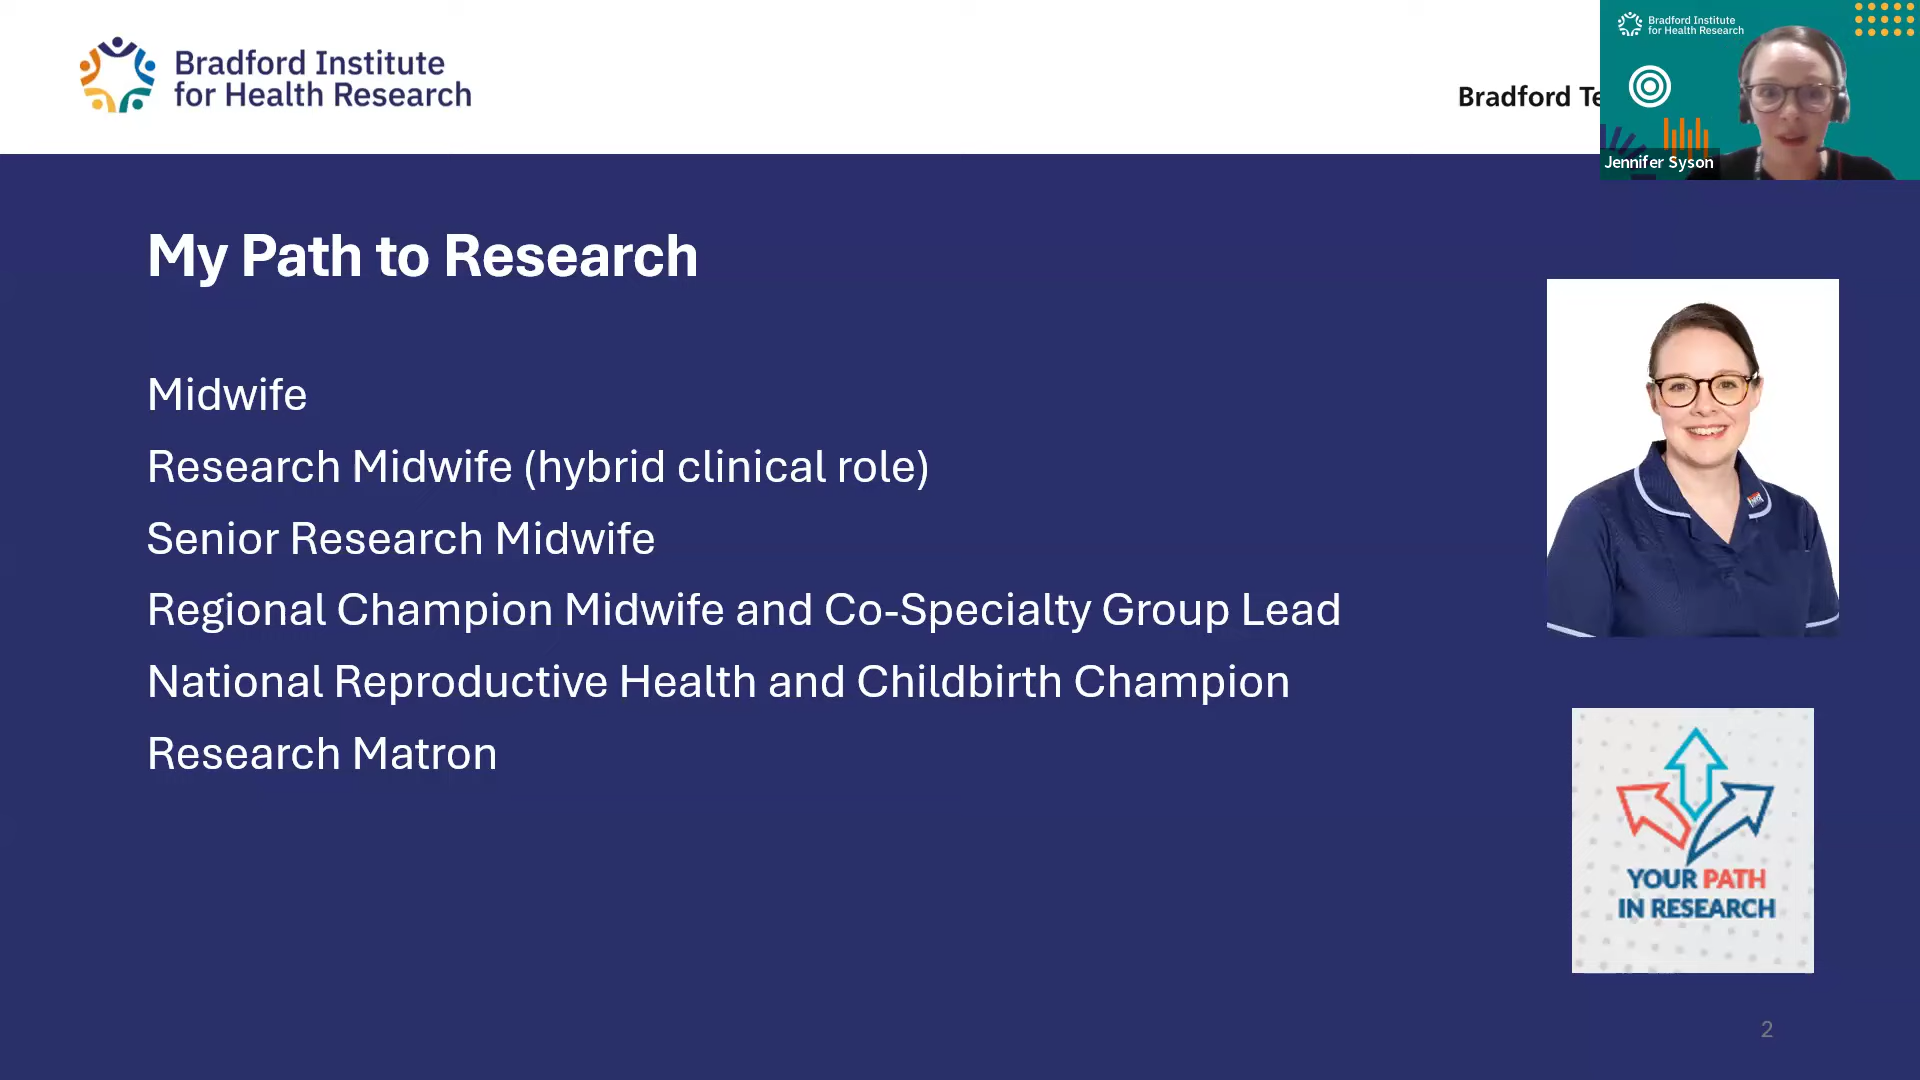 Bradford Institute
for Health Research
Bradford
Bradford Institute
for Health Research
Jennifer Syson
My Path to Research
Midwife
Research Midwife (hybrid clinical role)
Senior Research Midwife
Regional Champion Midwife and Co-Specialty Group Lead
National Reproductive Health and Childbirth Champion
Research Matron
YOUR PATH
IN RESEARCH
2